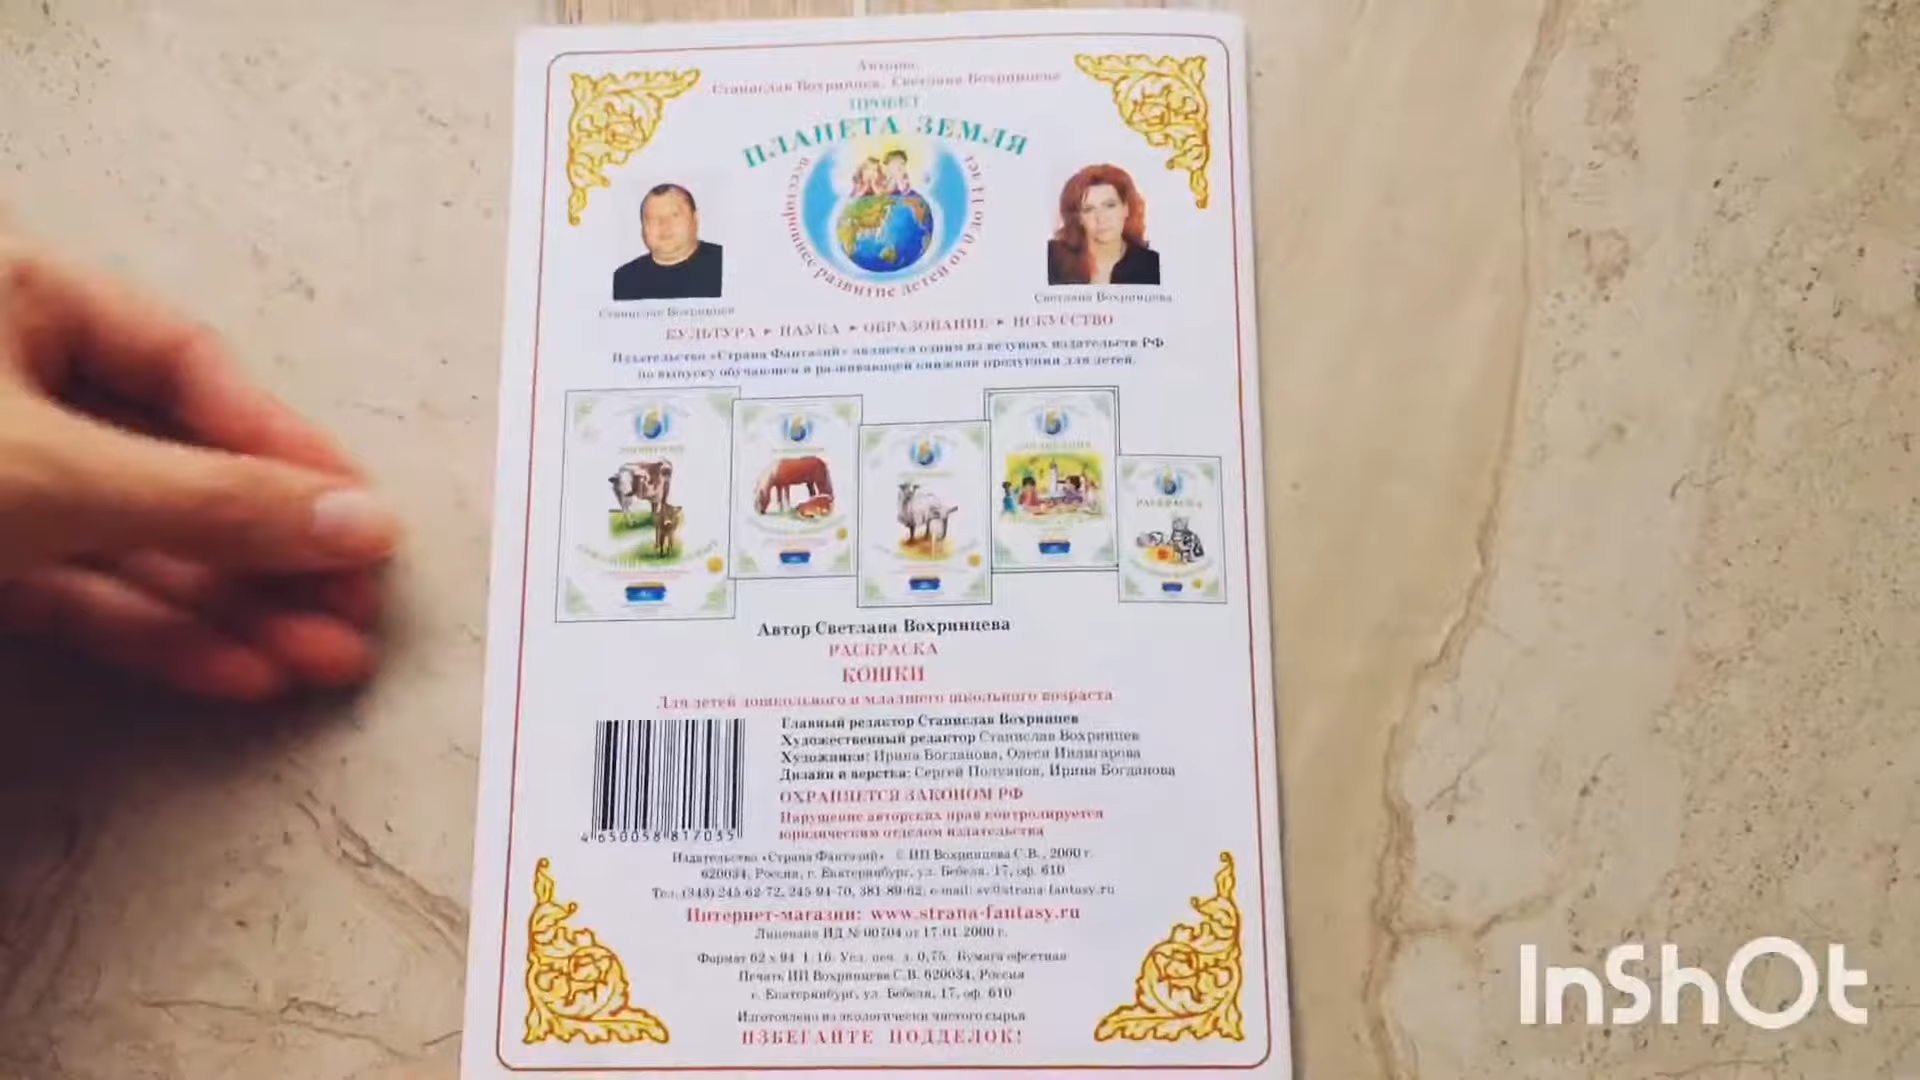 Авторы
Станислав Вохринцев, Светлана Вохринцева
ПРОЕКТ
ПЛАНЕТА ЗЕМЛЯ
всестороннее развитие детей от 0 до 14 лет
Станислав Вохринцев
Светлана Вохринцева
КУЛЬТУРА ► НАУКА ► ОБРАЗОВАНИЕ ► ИСКУССТВО
Издательство «Страна Фантазий» является одним из ведущих издательств РФ
по выпуску обучающей и развивающей книжной продукции для детей.
РАСКРАСКА
Автор Светлана Вохринцева
РАСКРАСКА
КОШКИ
Для детей дошкольного и младшего школьного возраста
Главный редактор Станислав Вохринцев
Художественный редактор Станислав Вохринцев
Художники: Ирина Богданова, Олеся Индигарова
Дизайн и верстка: Сергей Полуянов, Ирина Богданова
ОХРАНЯЕТСЯ ЗАКОНОМ РФ
Нарушение авторских прав контролируется
юридическим отделом издательства
4 650058 817035
Издательство «Страна Фантазий» © ИП Вохринцева С.В., 2000 г.
620034, Россия, г. Екатеринбург, ул. Бебеля, 17, оф. 610
Тел. (343) 245-62-72, 245-94-70, 381-89-62, e-mail: sv@strana-fantasy.ru
Интернет-магазин: www.strana-fantasy.ru
Лицензия ИД № 00704 от 17.01.2000 г.
Формат 62 х 94 1/16. Усл. печ. л. 0,75. Бумага офсетная
Печать ИП Вохринцева С.В. 620034, Россия
г. Екатеринбург, ул. Бебеля, 17, оф. 610
Изготовлено из экологически чистого сырья
ИЗБЕГАЙТЕ ПОДДЕЛОК!
InShOt